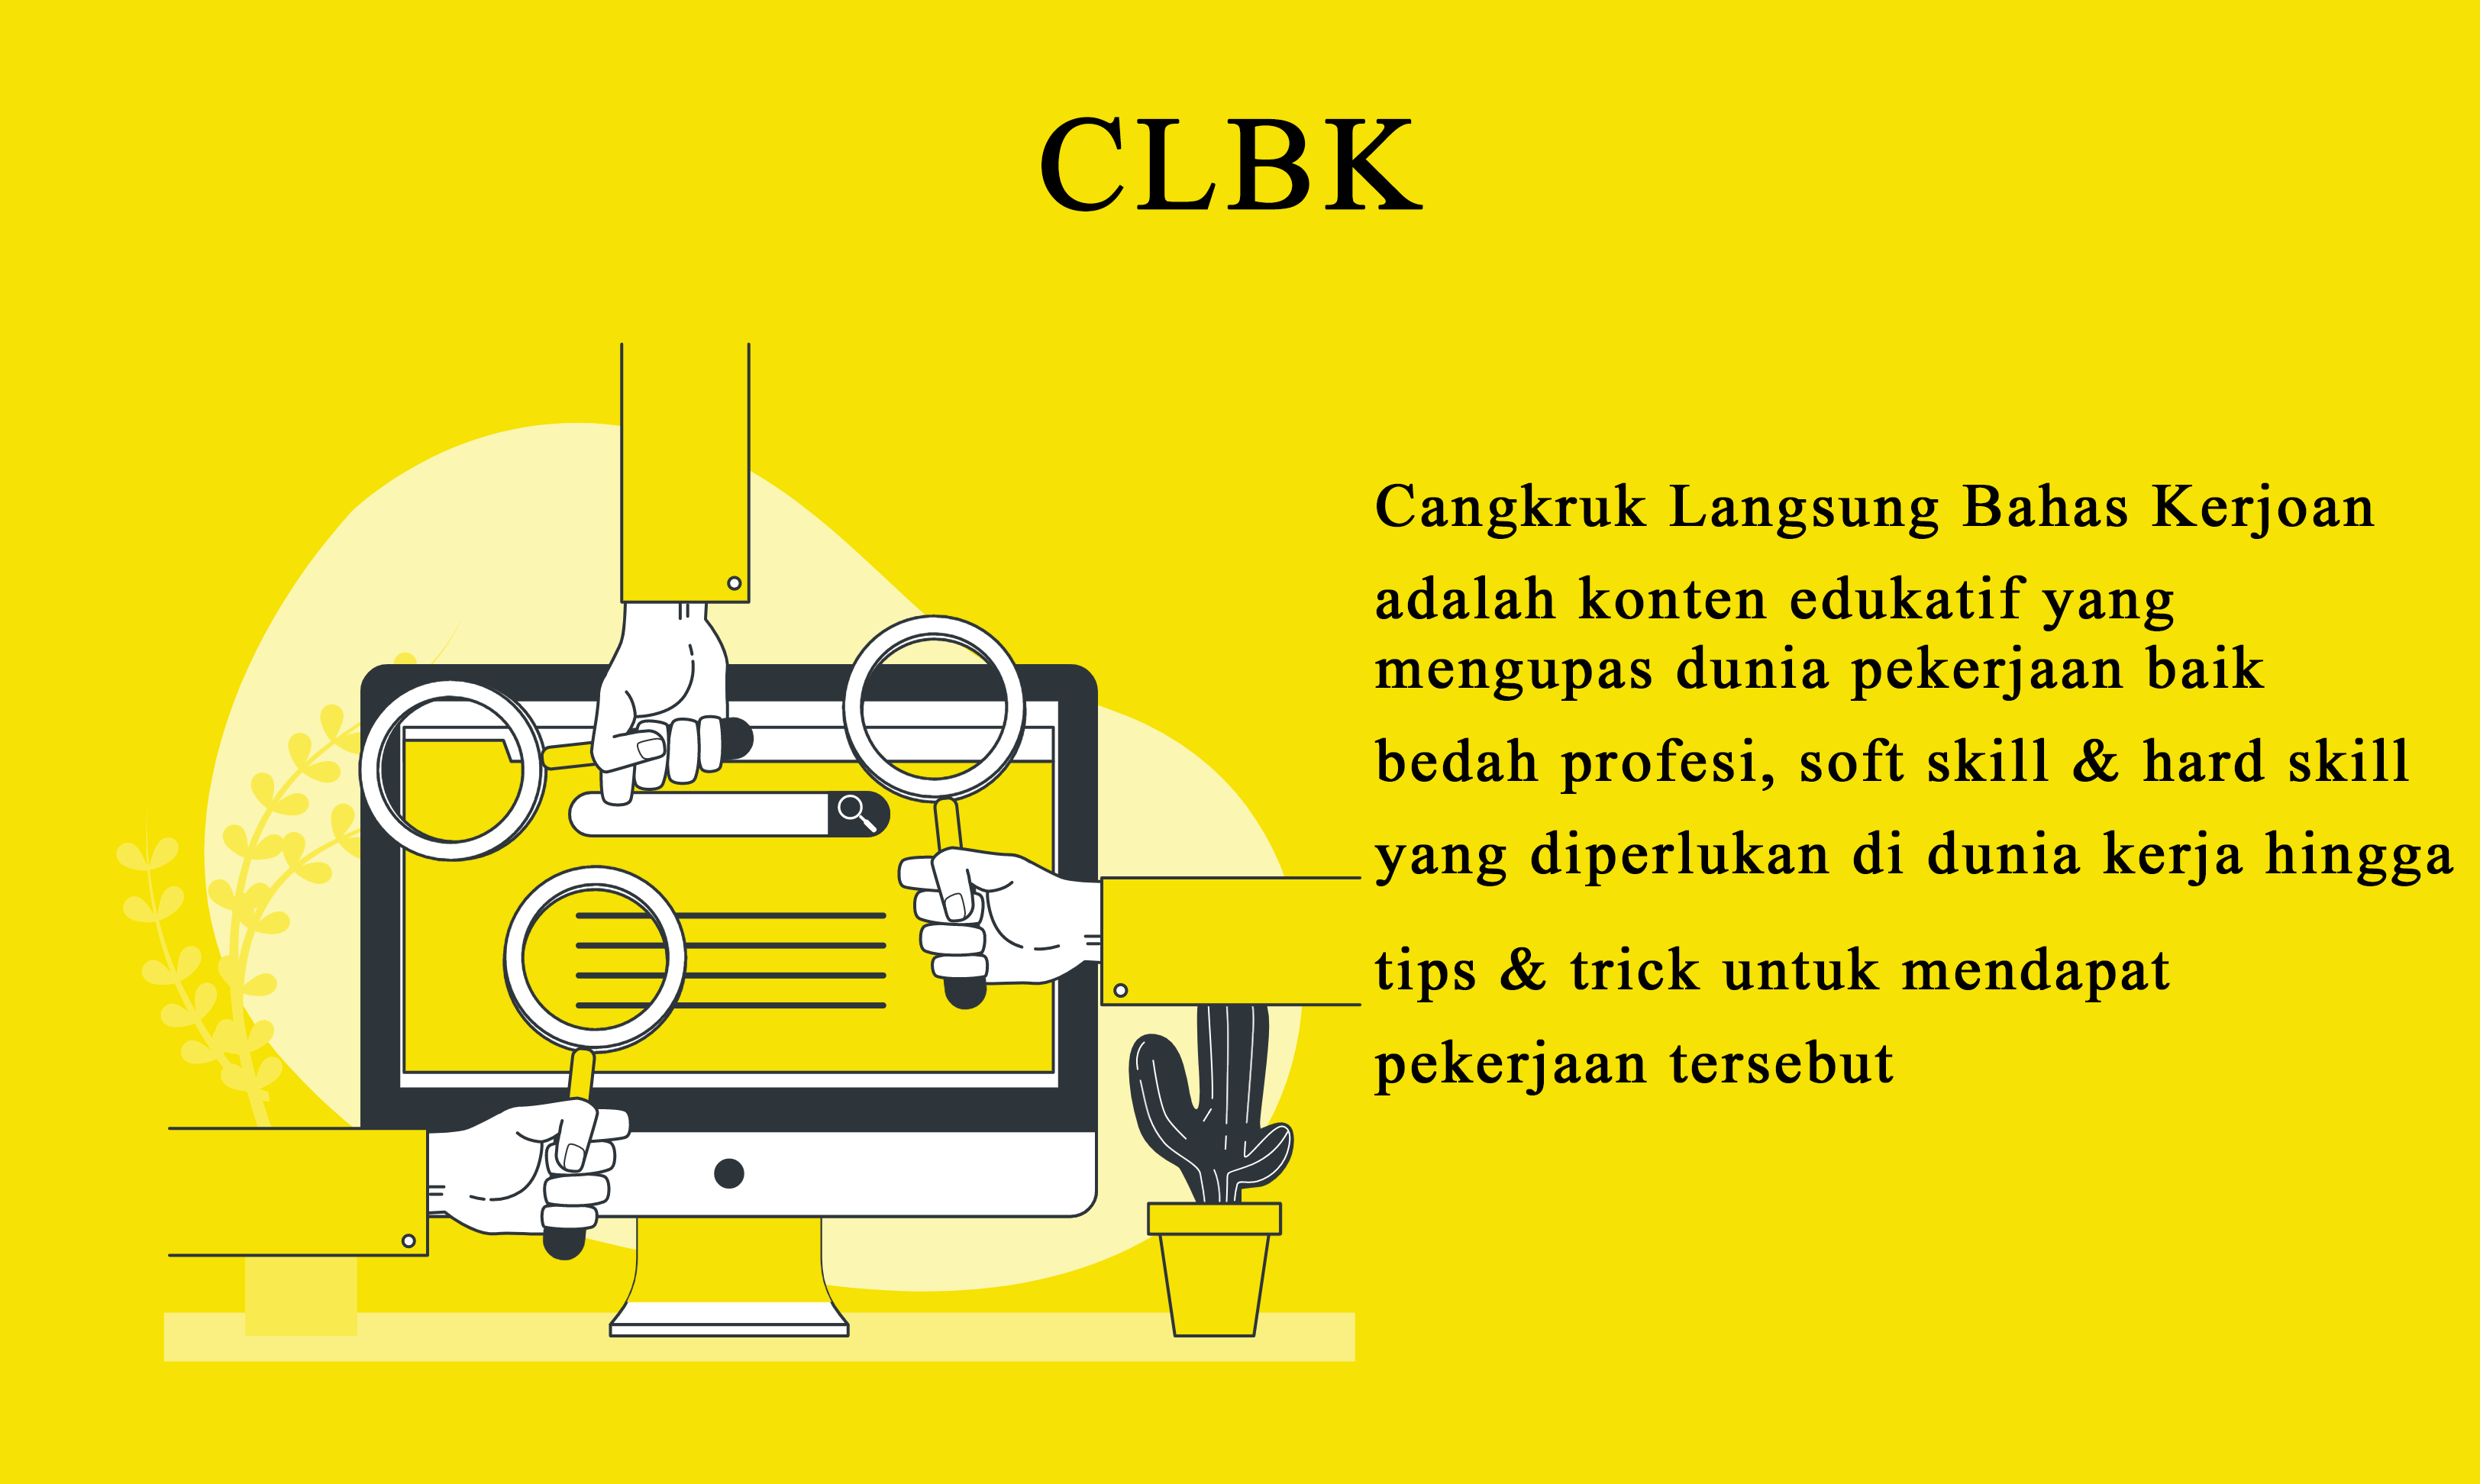 CLBK
Cangkruk Langsung Bahas Kerjoan
adalah konten edukatif yang
mengupas dunia pekerjaan baik
bedah profesi, soft skill & hard skill
yang diperlukan di dunia kerja hingga
tips & trick untuk mendapat
pekerjaan tersebut